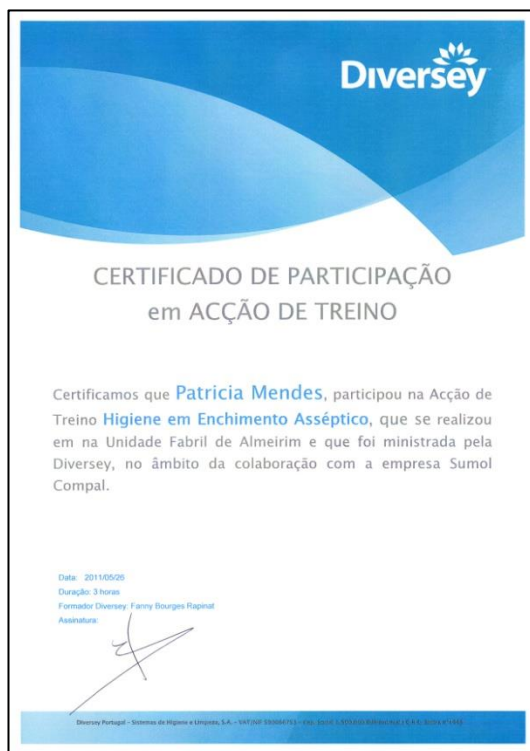 Diversey
CERTIFICADO DE PARTICIPAÇÃO
em ACÇÃO DE TREINO
Certificamos que Patricia Mendes, participou na Acção de
Treino Higiene em Enchimento Asséptico, que se realizou
em na Unidade Fabril de Almeirim e que foi ministrada pela
Diversey, no âmbito da colaboração com a empresa Sumol
Compal.
Data: 2011/05/26
Duração: 3 horas
Formador Diversey: Fanny Bourges Rapinat
Assinatura:
Diversey Portugal – Sistemas de Higiene e Limpeza, S.A. –